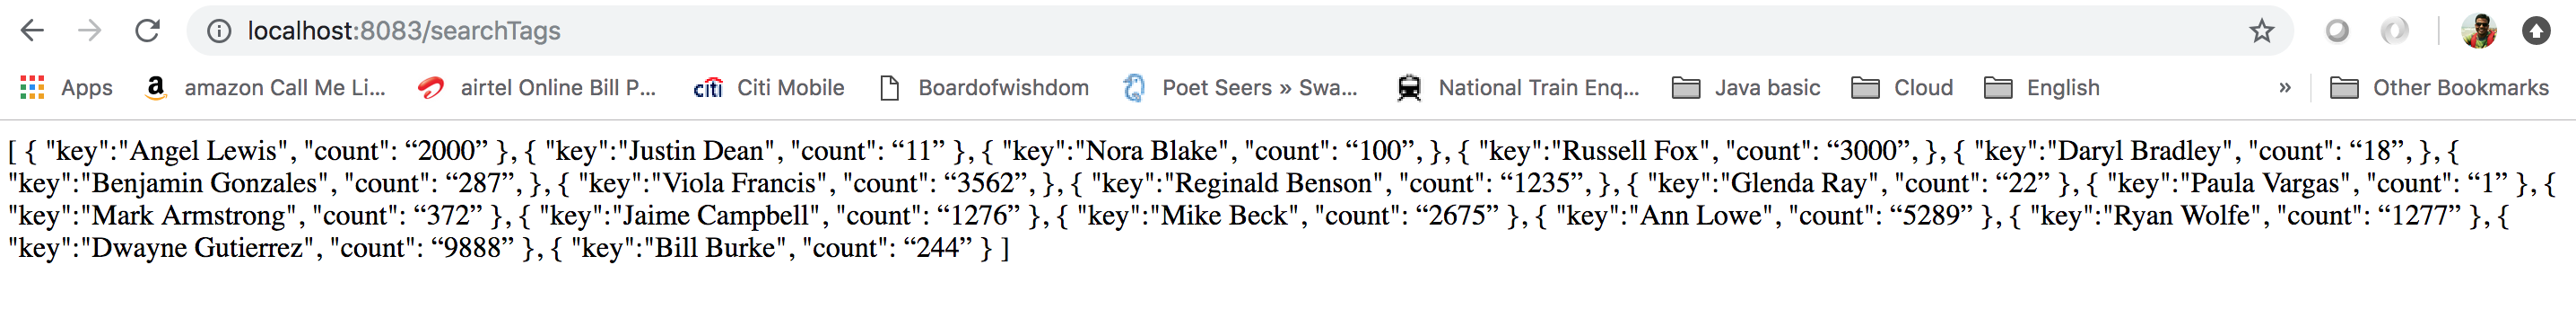 localhost:8083/searchTags
Apps amazon Call Me Li... airtel Online Bill P... citi Citi Mobile Boardofwishdom Poet Seers » Swa... National Train Enq... Java basic Cloud English » Other Bookmarks
[ { "key":"Angel Lewis", "count": “2000” }, { "key":"Justin Dean", "count": “11” }, { "key":"Nora Blake", "count": “100”, }, { "key":"Russell Fox", "count": “3000”, }, { "key":"Daryl Bradley", "count": “18”, }, {
"key":"Benjamin Gonzales", "count": “287”, }, { "key":"Viola Francis", "count": “3562”, }, { "key":"Reginald Benson", "count": “1235”, }, { "key":"Glenda Ray", "count": “22” }, { "key":"Paula Vargas", "count": “1” }, {
"key":"Mark Armstrong", "count": “372” }, { "key":"Jaime Campbell", "count": “1276” }, { "key":"Mike Beck", "count": “2675” }, { "key":"Ann Lowe", "count": “5289” }, { "key":"Ryan Wolfe", "count": “1277” }, {
"key":"Dwayne Gutierrez", "count": “9888” }, { "key":"Bill Burke", "count": “244” } ]